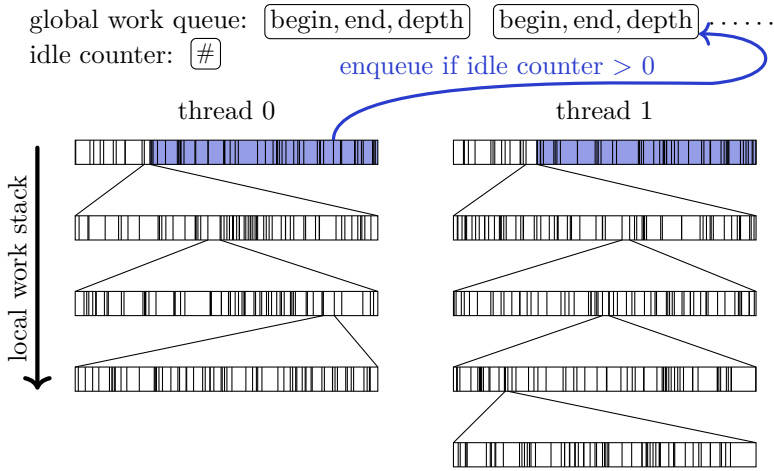 global work queue: begin, end, depth begin, end, depth ......
idle counter: #
enqueue if idle counter > 0
thread 0 thread 1
local work stack